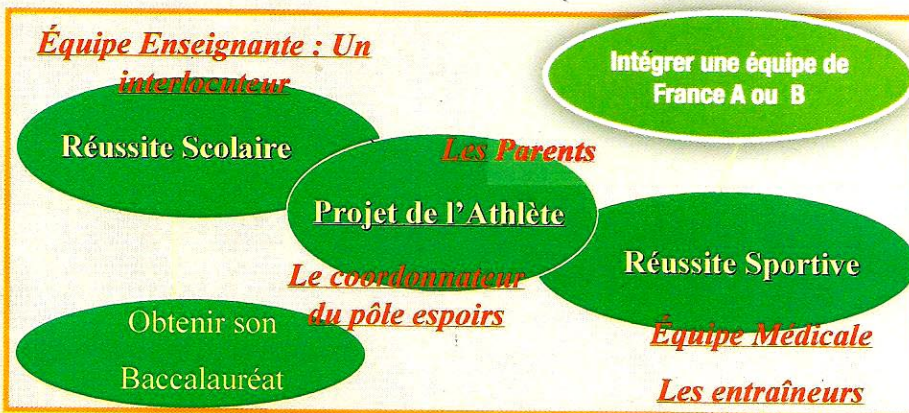 Équipe Enseignante : Un
interlocuteur
Intégrer une équipe de
France A ou B
Réussite Scolaire
Les Parents
Projet de l'Athlète
Réussite Sportive
Le coordonnateur
du pôle espoirs
Obtenir son
Baccalauréat
Équipe Médicale
Les entraîneurs